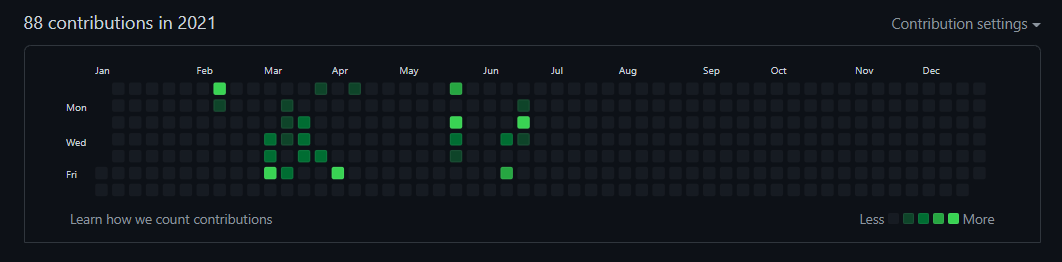 88 contributions in 2021
Contribution settings
Jan Feb Mar Apr May Jun Jul Aug Sep Oct Nov Dec
Mon
Wed
Fri
Learn how we count contributions
Less More